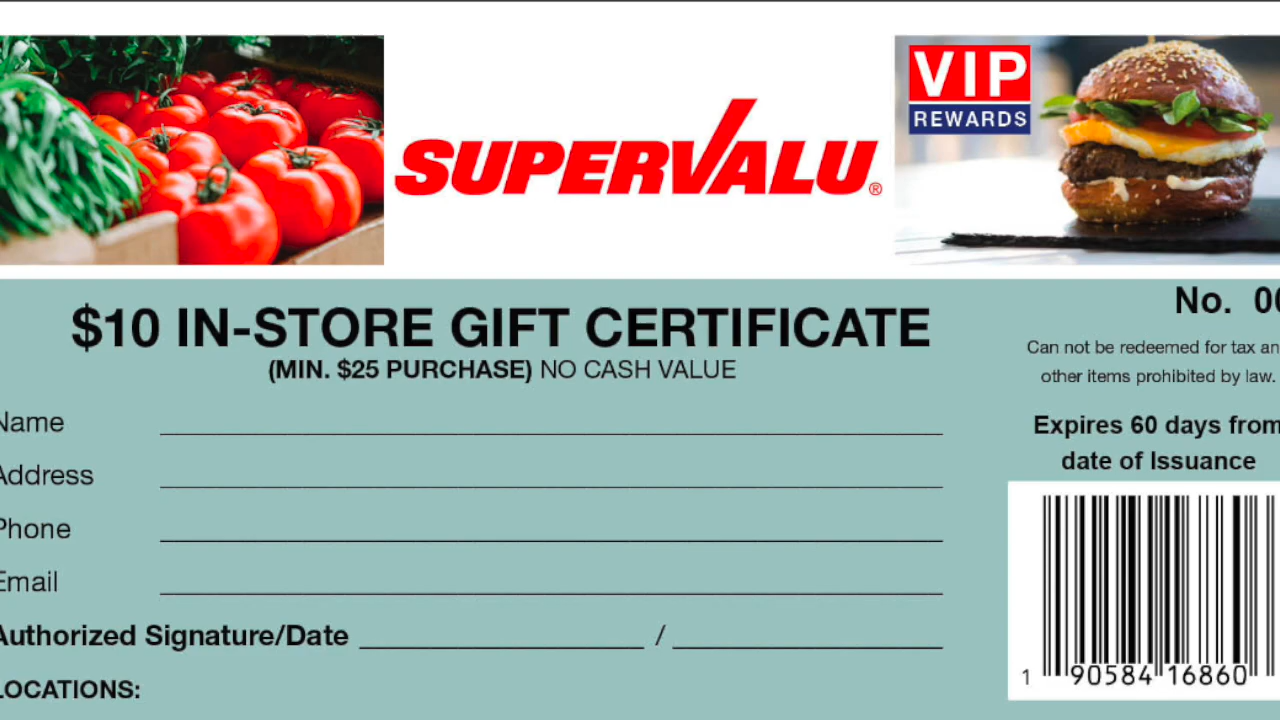 SUPERVALU®
VIP
REWARDS
$10 IN-STORE GIFT CERTIFICATE
(MIN. $25 PURCHASE) NO CASH VALUE
Name
Address
Phone
Email
Authorized Signature/Date /
LOCATIONS:
No.
Can not be redeemed for tax
other items prohibited by law.
Expires 60 days from
date of Issuance
1 90584 16860